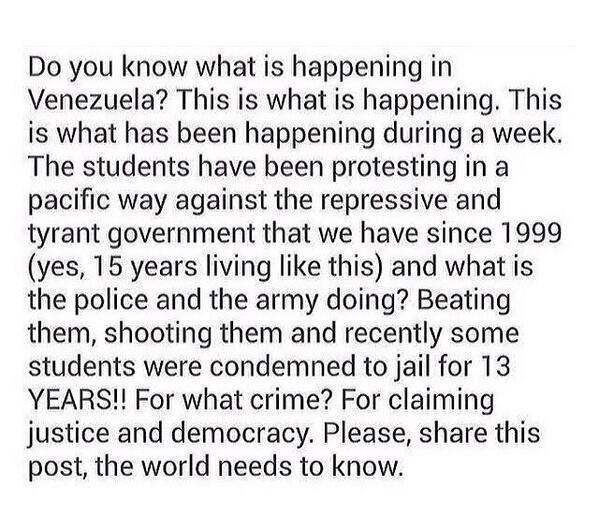 Do you know what is happening in
Venezuela? This is what is happening. This
is what has been happening during a week.
The students have been protesting in a
pacific way against the repressive and
tyrant government that we have since 1999
(yes, 15 years living like this) and what is
the police and the army doing? Beating
them, shooting them and recently some
students were condemned to jail for 13
YEARS!! For what crime? For claiming
justice and democracy. Please, share this
post, the world needs to know.